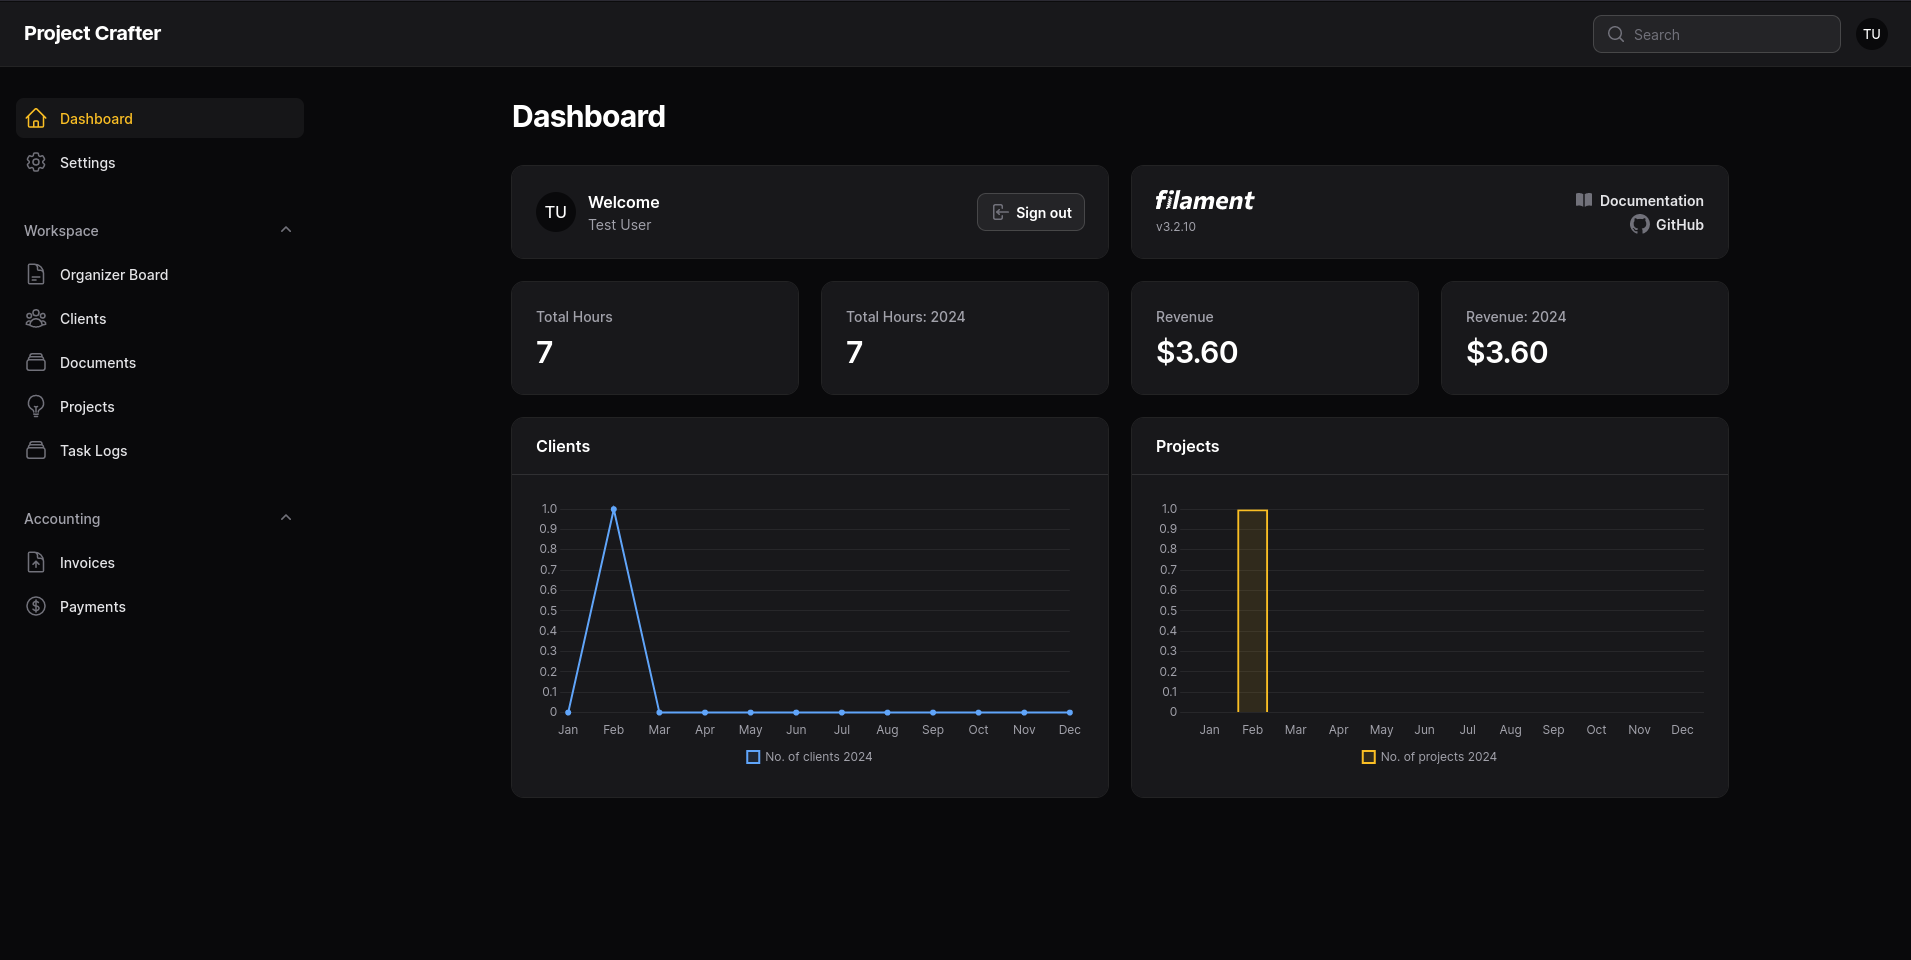 Project Crafter
Search
TU
Dashboard
Settings
Workspace
Organizer Board
Clients
Documents
Projects
Task Logs
Accounting
Invoices
Payments
Dashboard
TU
Welcome
Test User
Sign out
filament
v3.2.10
Documentation
GitHub
Total Hours
7
Total Hours: 2024
7
Revenue
$3.60
Revenue: 2024
$3.60
Clients
1.0
0.9
0.8
0.7
0.6
0.5
0.4
0.3
0.2
0.1
0
Jan Feb Mar Apr May Jun Jul Aug Sep Oct Nov Dec
No. of clients 2024
Projects
1.0
0.9
0.8
0.7
0.6
0.5
0.4
0.3
0.2
0.1
0
Jan Feb Mar Apr May Jun Jul Aug Sep Oct Nov Dec
No. of projects 2024